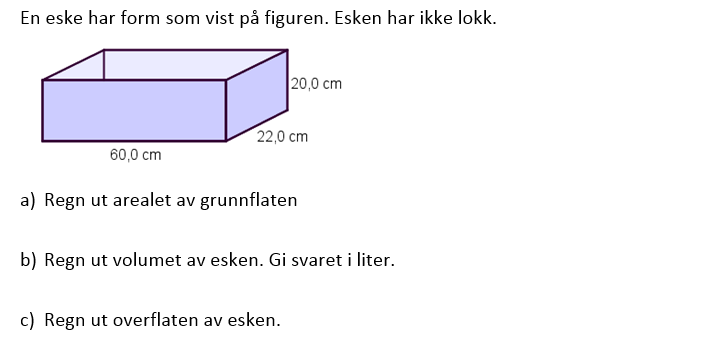 En eske har form som vist på figuren. Esken har ikke lokk.
20,0 cm
22,0 cm
60,0 cm
a) Regn ut arealet av grunnflaten
b) Regn ut volumet av esken. Gi svaret i liter.
c) Regn ut overflaten av esken.